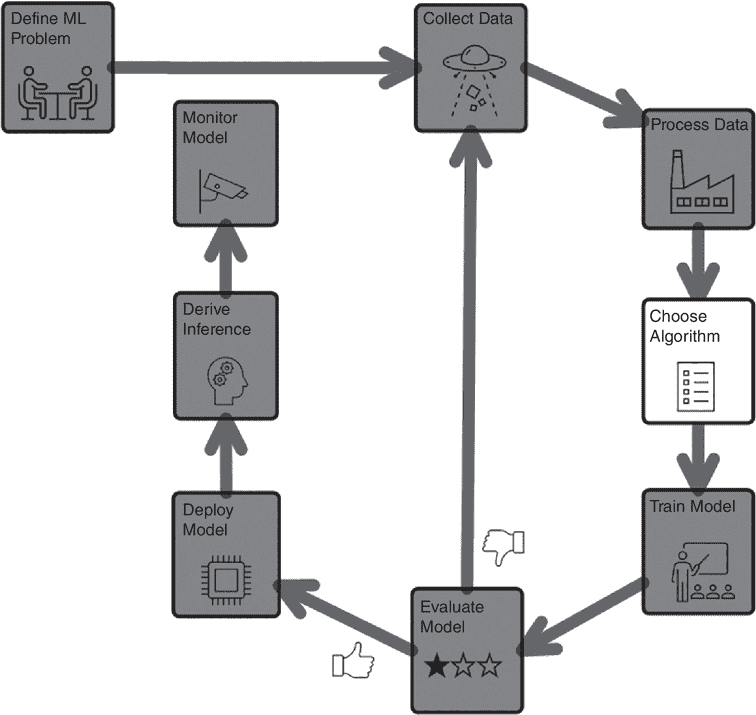 Define ML
Problem
Collect Data
Process Data
Monitor
Model
Choose
Algorithm
Derive
Inference
Train Model
Deploy
Model
Evaluate
Model